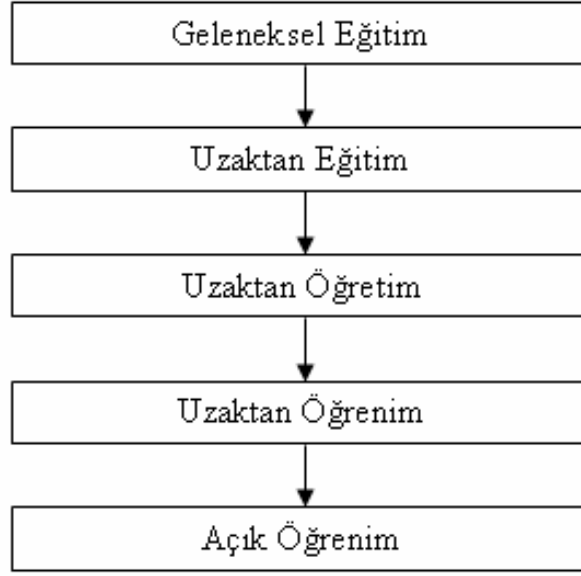 Geleneksel Eğitim
Uzaktan Eğitim
Uzaktan Öğretim
Uzaktan Öğrenim
Açık Öğrenim